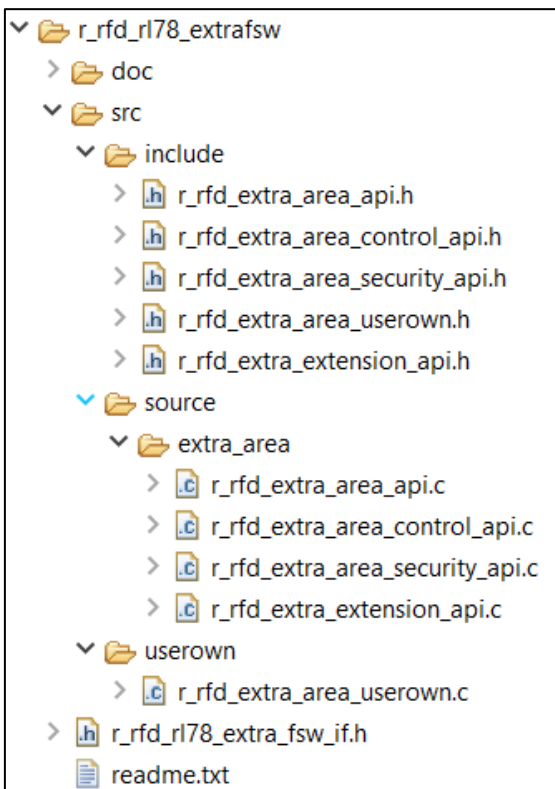 r_rfd_rl78_extrafsw
doc
src
include
.h r_rfd_extra_area_api.h
.h r_rfd_extra_area_control_api.h
.h r_rfd_extra_area_security_api.h
.h r_rfd_extra_area_userown.h
.h r_rfd_extra_extension_api.h
source
extra_area
.c r_rfd_extra_area_api.c
.c r_rfd_extra_area_control_api.c
.c r_rfd_extra_area_security_api.c
.c r_rfd_extra_extension_api.c
userown
.c r_rfd_extra_area_userown.c
.h r_rfd_rl78_extra_fsw_if.h
readme.txt